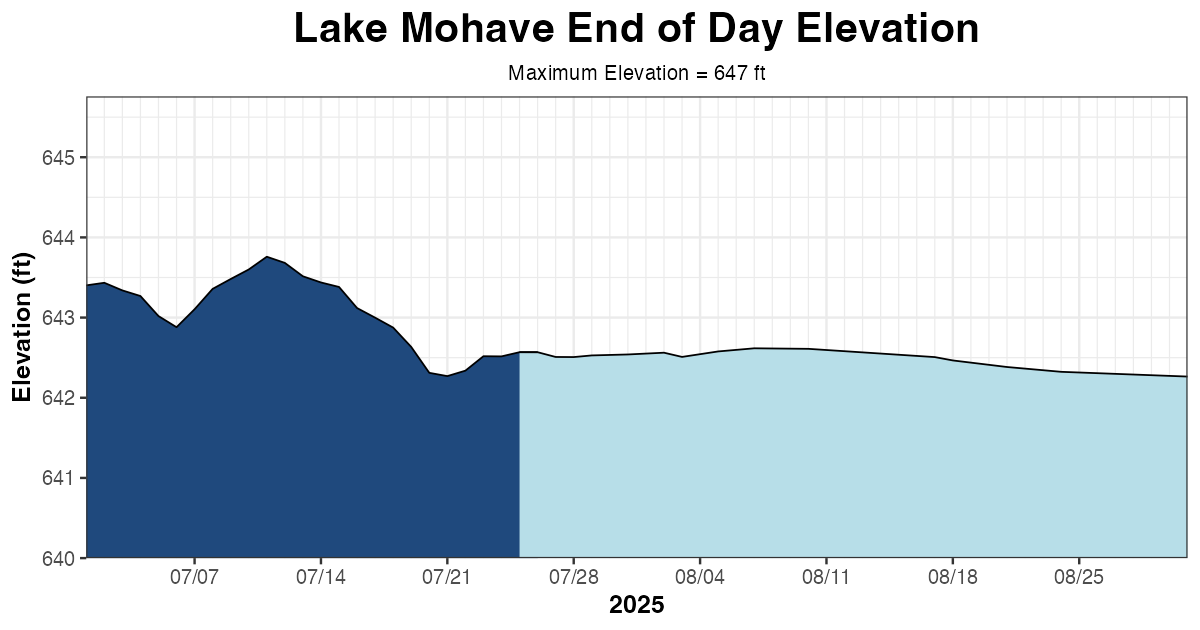 Lake Mohave End of Day Elevation
Maximum Elevation = 647 ft
Elevation (ft)
645
644
643
642
641
640
07/07 07/14 07/21 07/28 08/04 08/11 08/18 08/25
2025